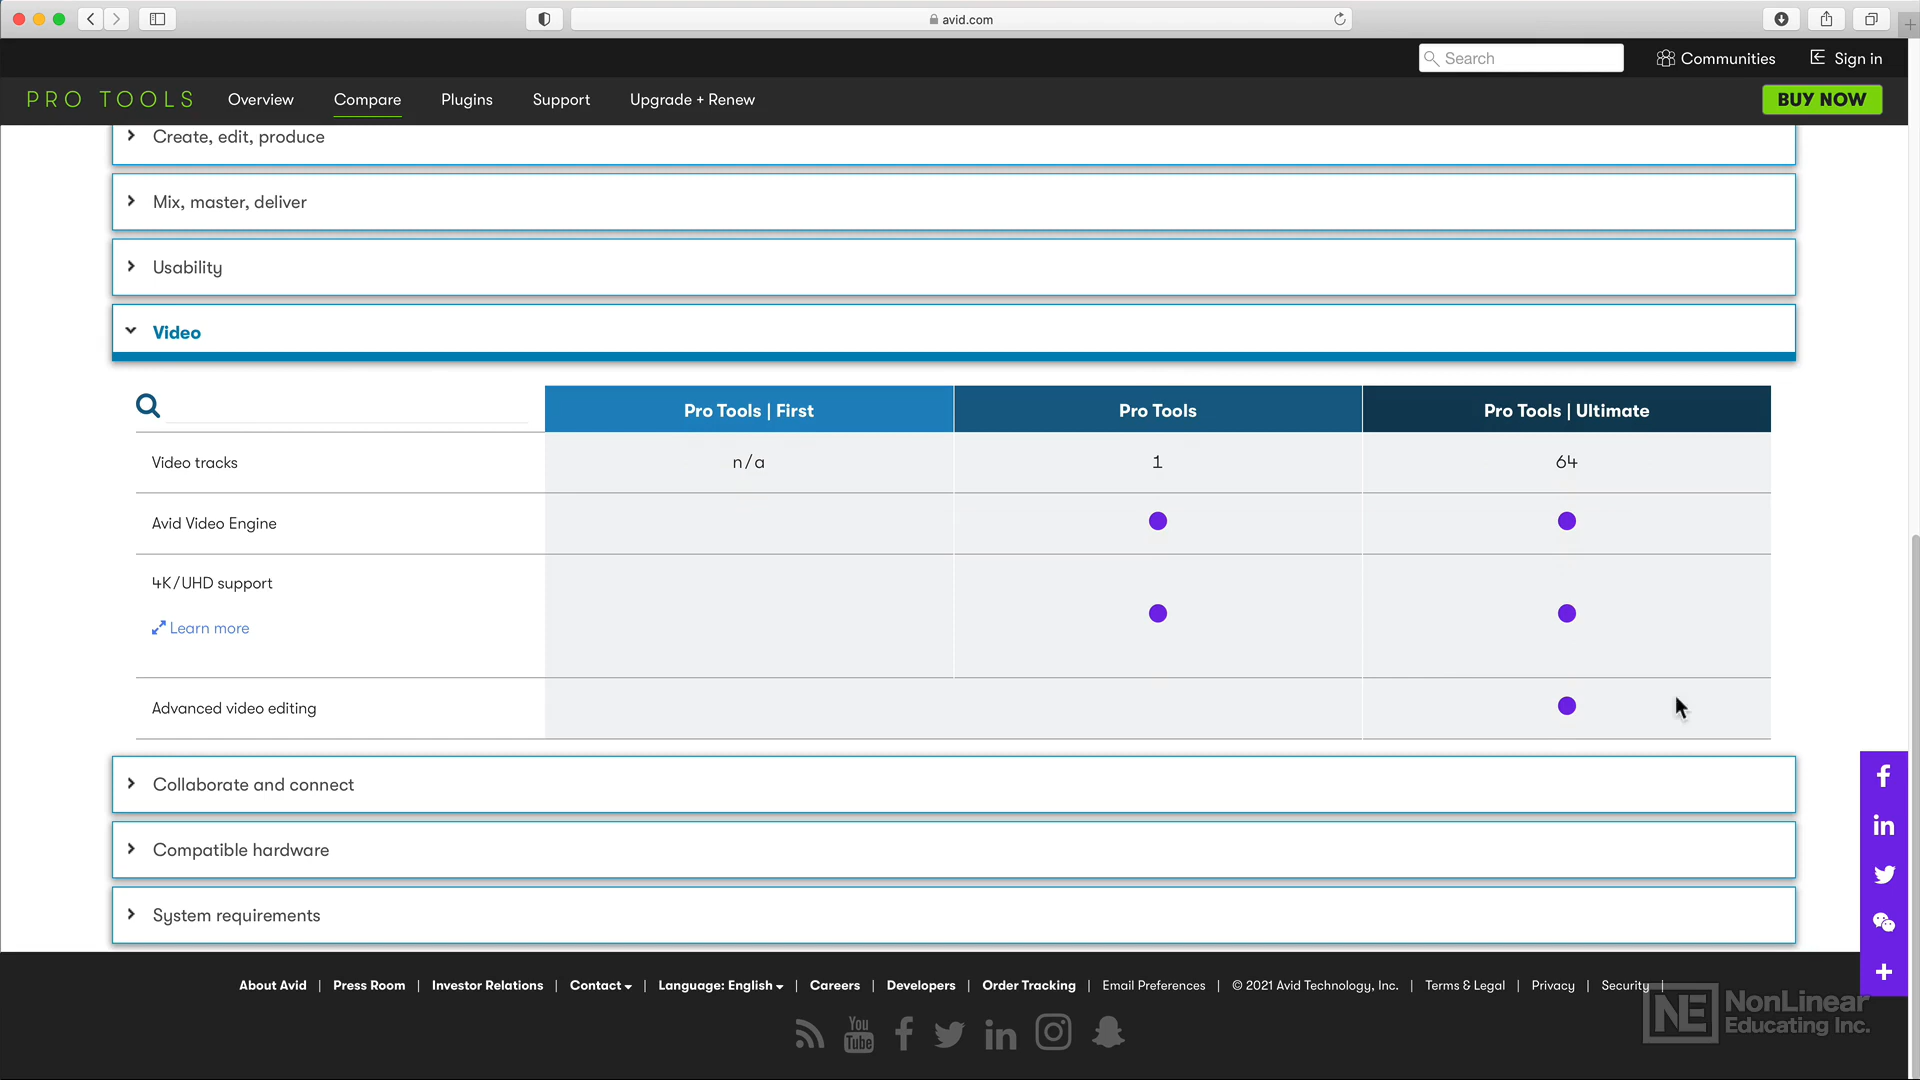 avid.com
Search
Communities
Sign in
PRO TOOLS
Overview
Compare
Plugins
Support
Upgrade + Renew
BUY NOW
Create, edit, produce
Mix, master, deliver
Usability
Video
Pro Tools | First
Pro Tools
Pro Tools | Ultimate
Video tracks
n/a
1
64
Avid Video Engine
4K/UHD support
Learn more
Advanced video editing
Collaborate and connect
Compatible hardware
System requirements
About Avid | Press Room | Investor Relations | Contact | Language: English | Careers | Developers | Order Tracking | Email Preferences | © 2021 Avid Technology, Inc. | Terms & Legal | Privacy | Security |
You
Tube
NE
NonLinear
Educating Inc.